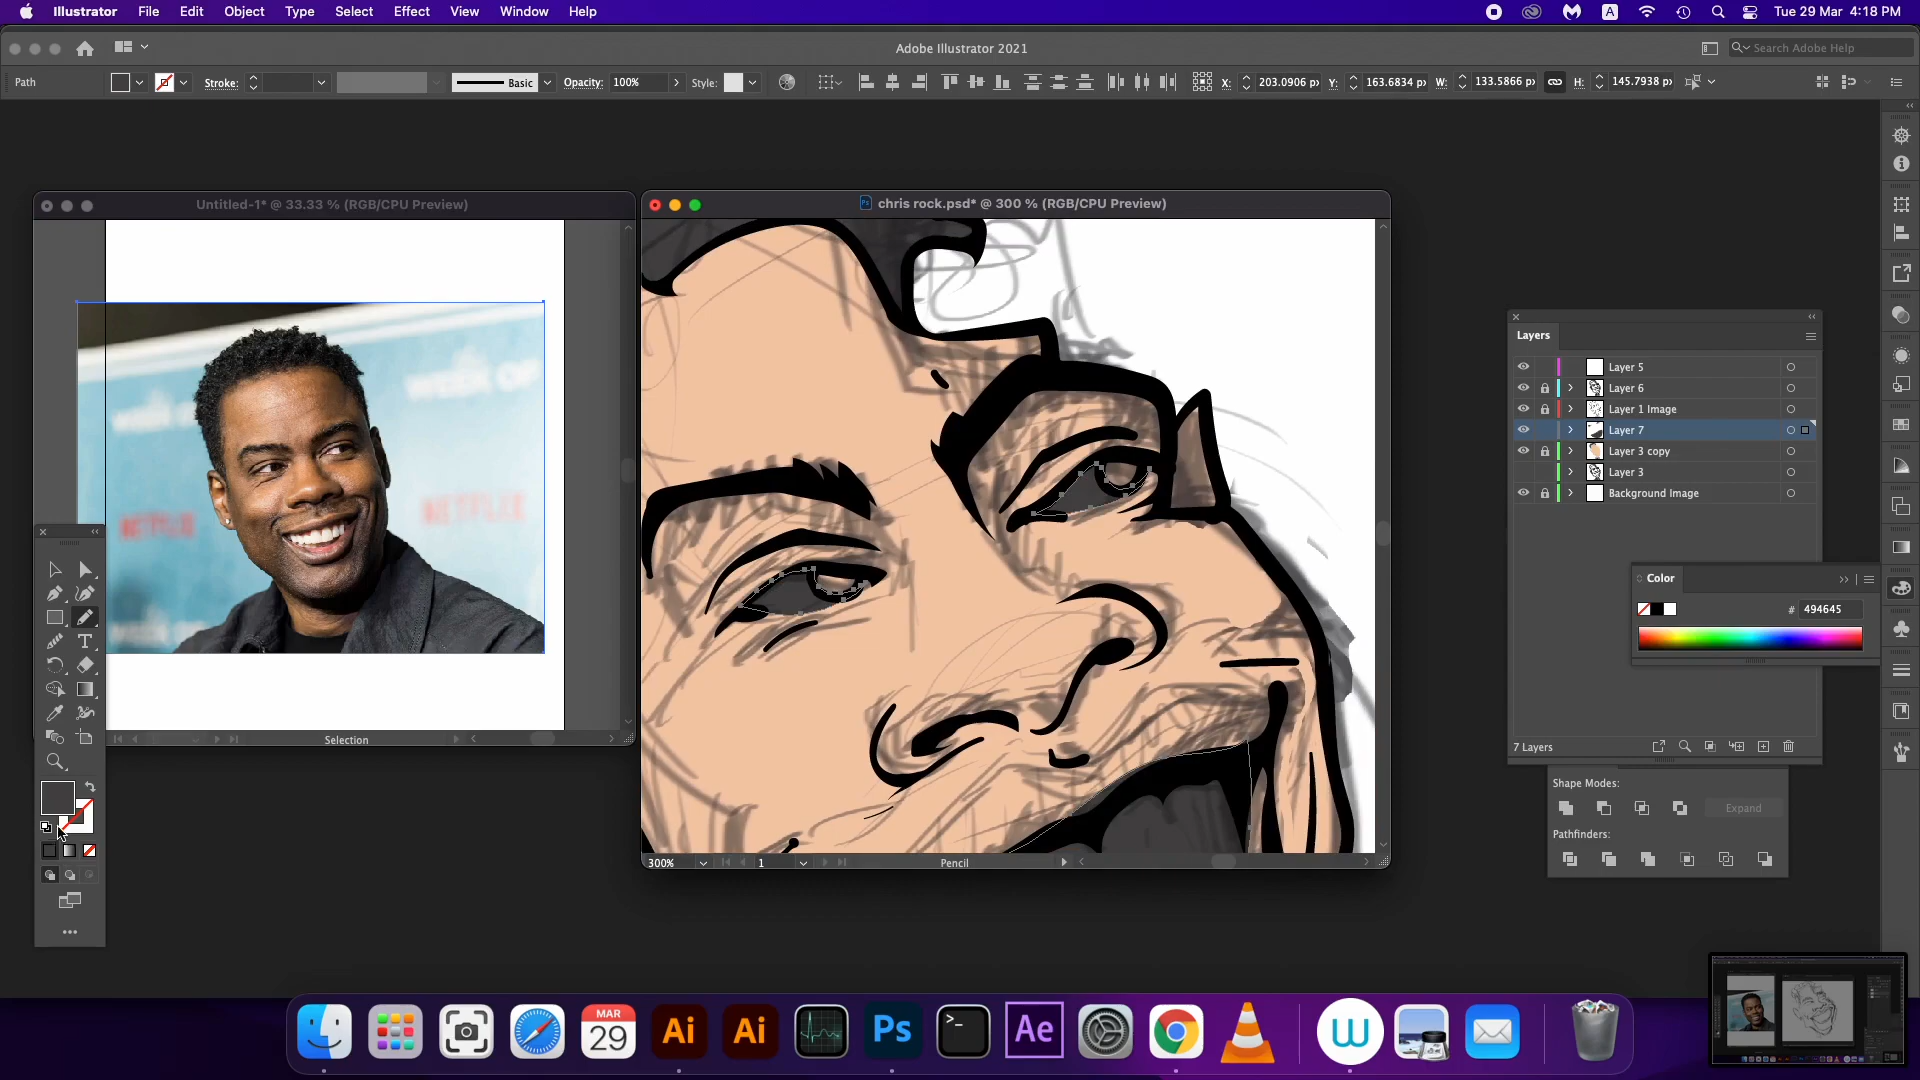 Illustrator File Edit Object Type Select Effect View Window Help
A
Tue 29 Mar 4:18 PM
Adobe Illustrator 2021
Search Adobe Help
Path
Stroke:
Basic
Opacity: 100%
Style:
X: 203.0906 p
Y: 163.6834 p
W: 133.5866 p
H: 145.7938 p
Untitled-1* @ 33.33 % (RGB/CPU Preview)
chris rock.psd* @ 300 % (RGB/CPU Preview)
WEEK OF
NETFLIX
NETFLIX
Selection
300%
1
Pencil
Layers
Layer 5
Layer 6
Layer 1 Image
Layer 7
Layer 3 copy
Layer 3
Background Image
Color
# 494645
7 Layers
Shape Modes:
Expand
Pathfinders:
T
MAR
29
Ai
Ai
Ps
>_
Ae
W